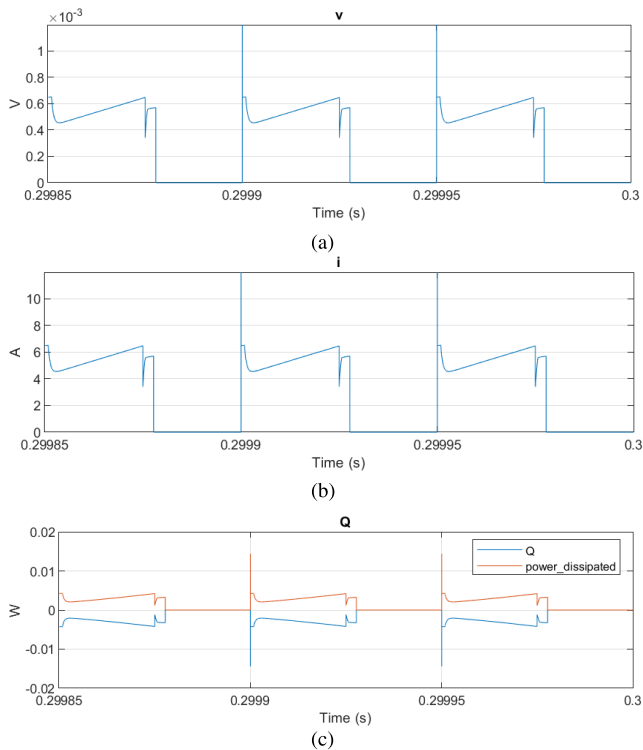 ×10⁻³
v
1
0.8
0.6
0.4
0.2
0
V
0.29985
0.2999
0.29995
0.3
Time (s)
(a)
i
10
8
6
4
2
0
A
0.29985
0.2999
0.29995
0.3
Time (s)
(b)
Q
0.02
0.01
0
-0.01
-0.02
W
Q
power_dissipated
0.29985
0.2999
0.29995
0.3
Time (s)
(c)